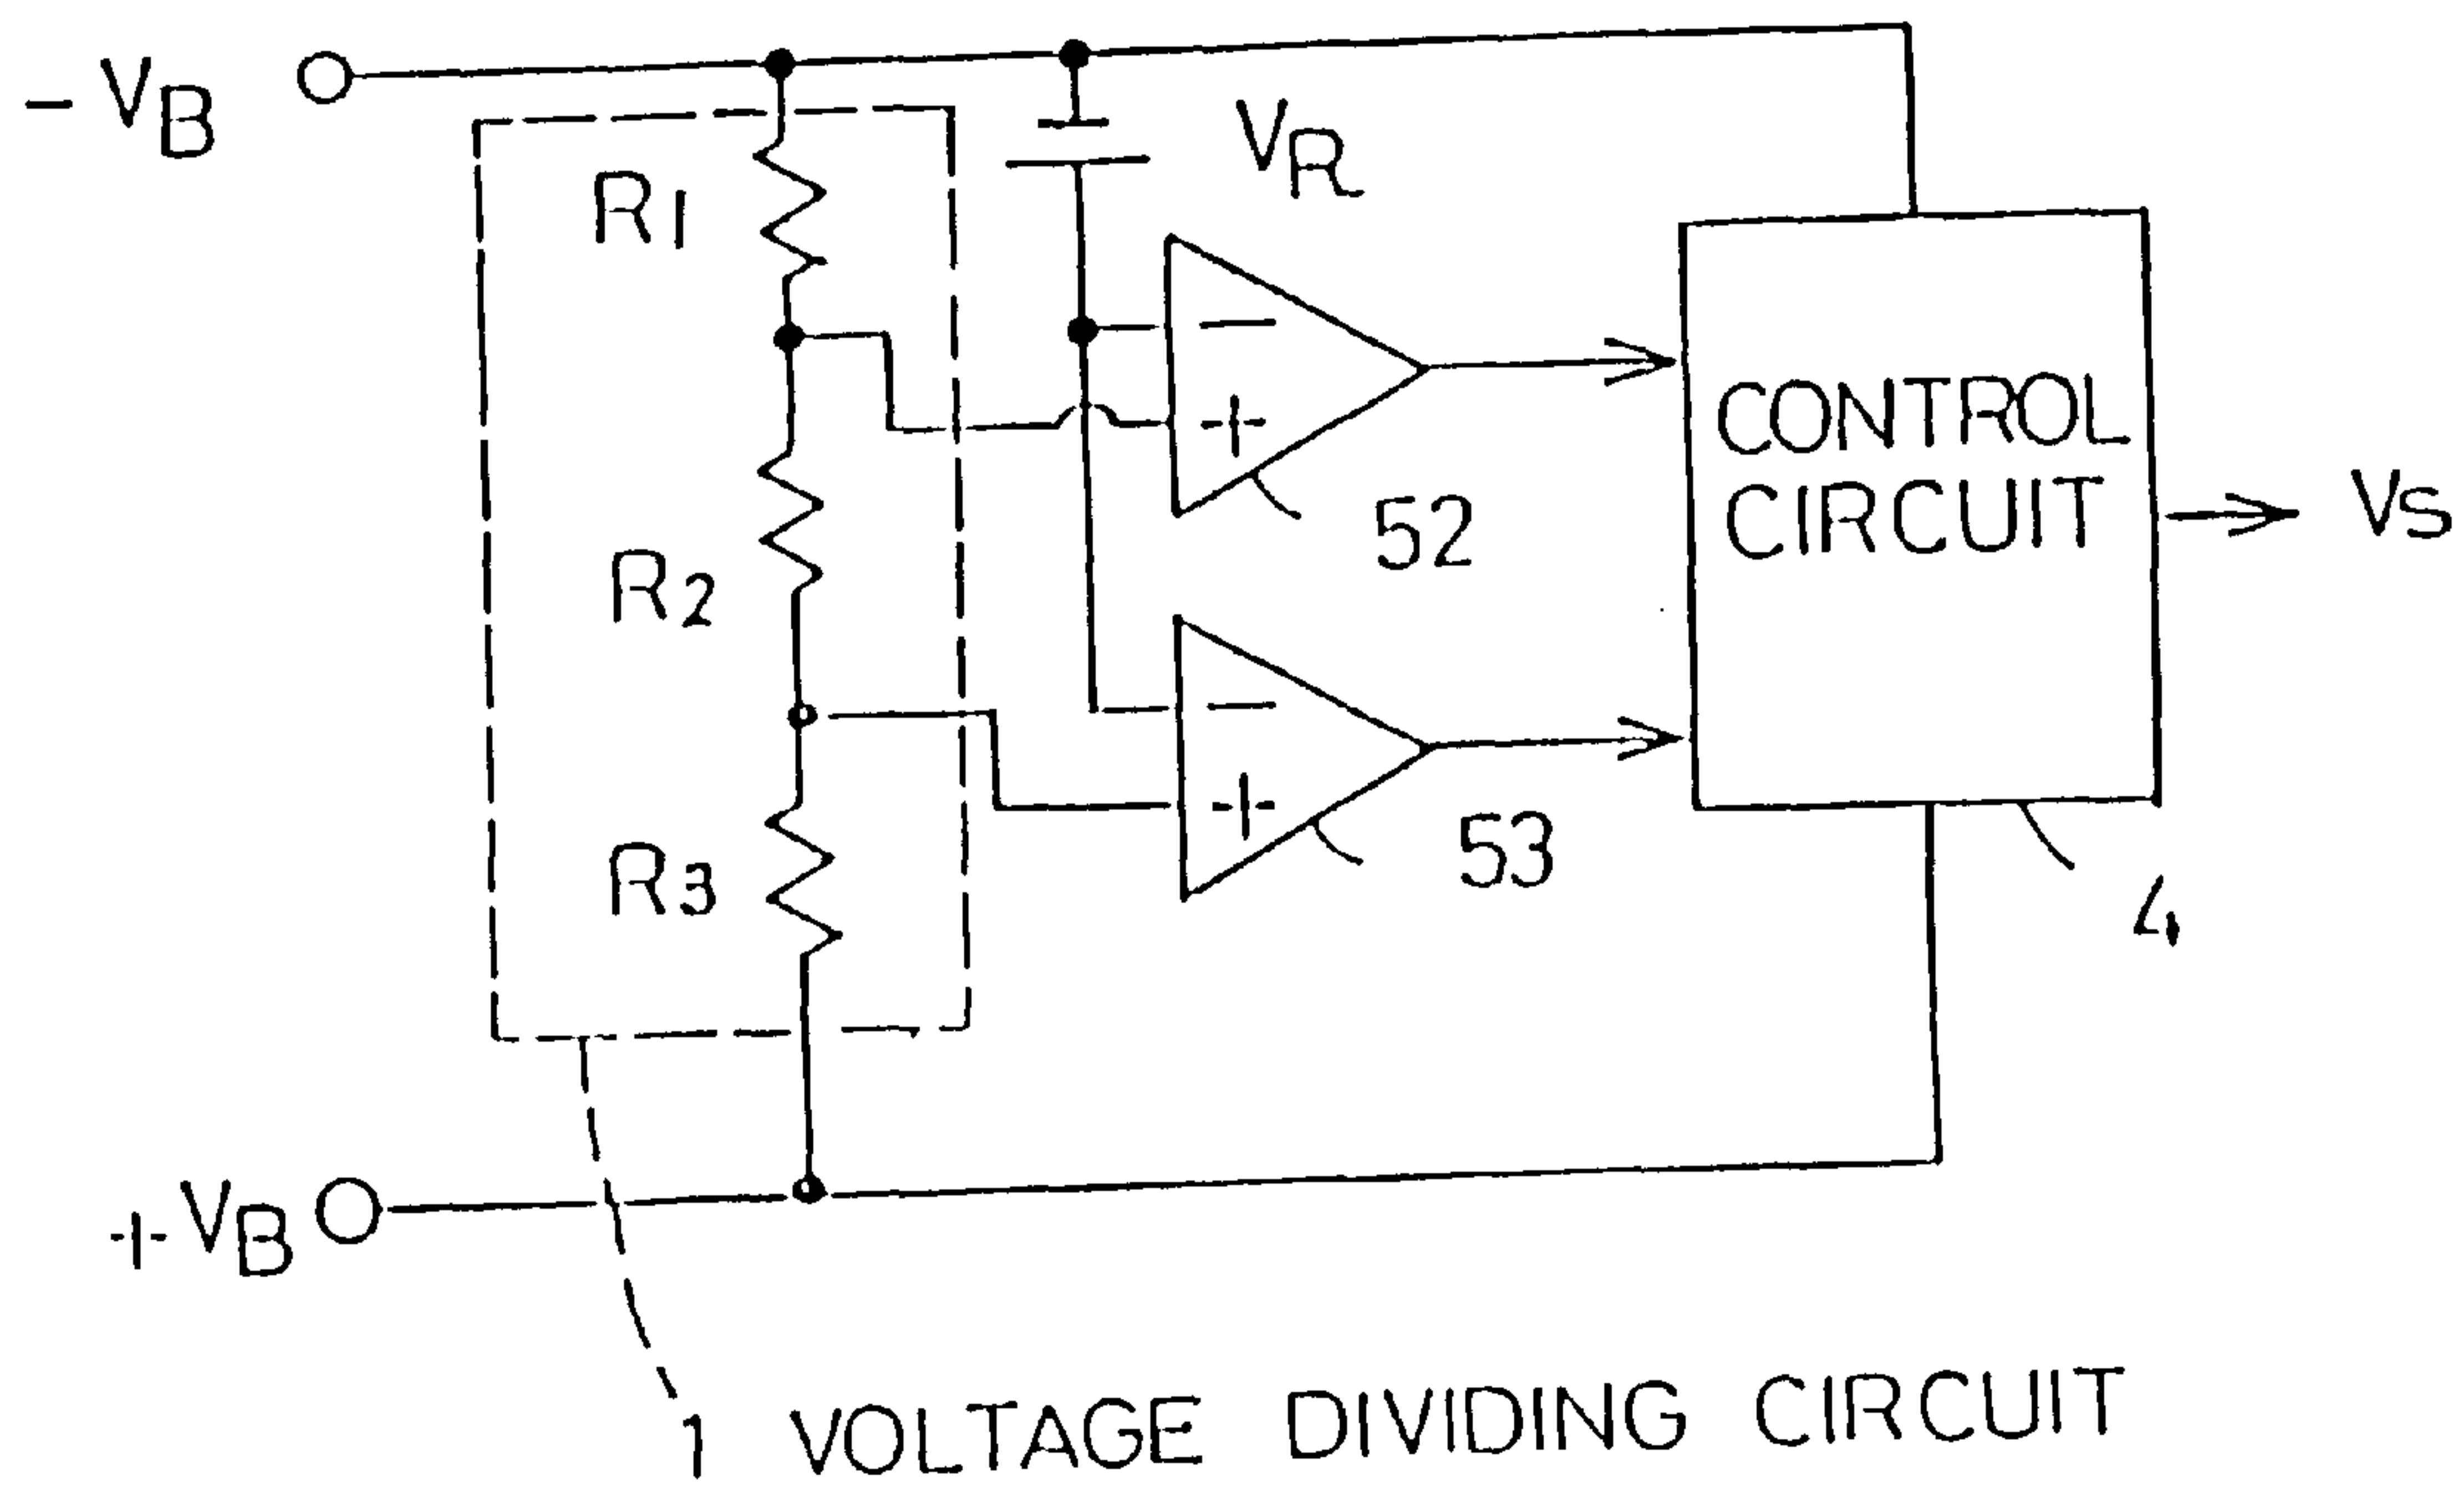 -VB
VR
R1
-
+
52
CONTROL
CIRCUIT
VS
R2
-
+
53
R3
4
+VB
1 VOLTAGE DIVIDING CIRCUIT